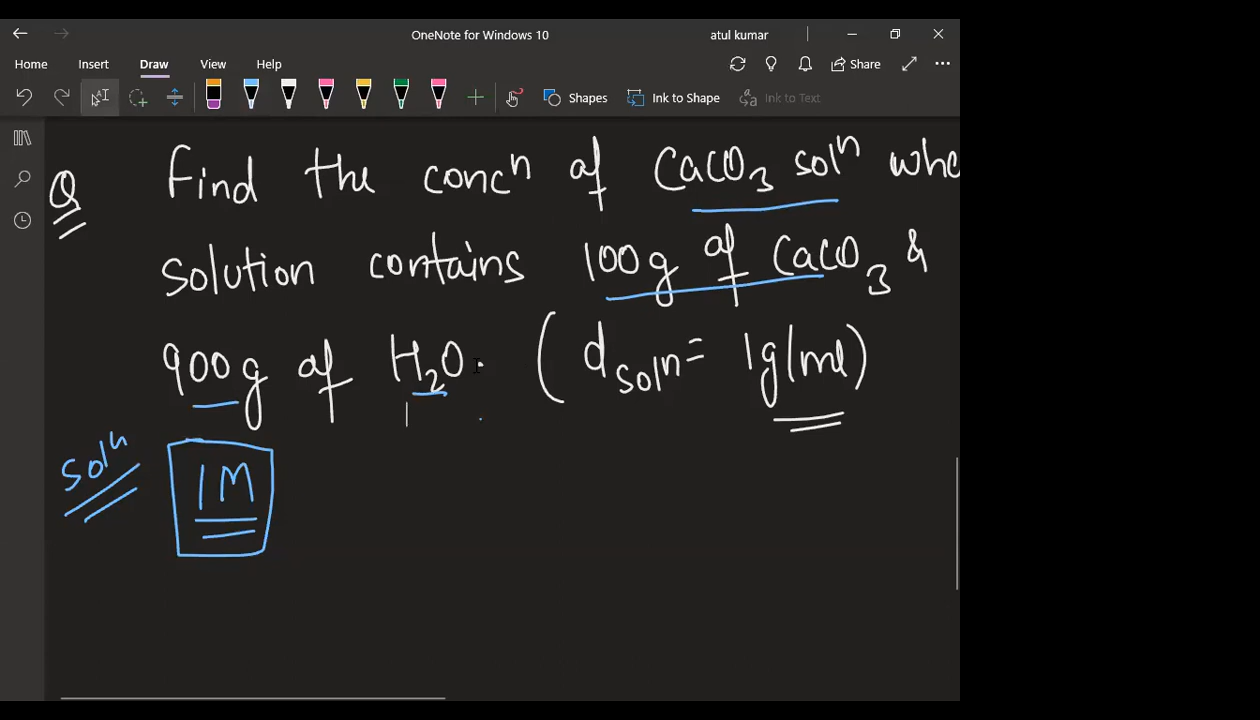 OneNote for Windows 10
atul kumar
Home Insert Draw View Help
Share
Shapes
Ink to Shape
Ink to Text
Q Find the concⁿ of CaCO₃ solⁿ whe
solution contains 100g of CaCO₃ &
900g of H₂O. (d solⁿ = 1g/ml)
Solⁿ 1M